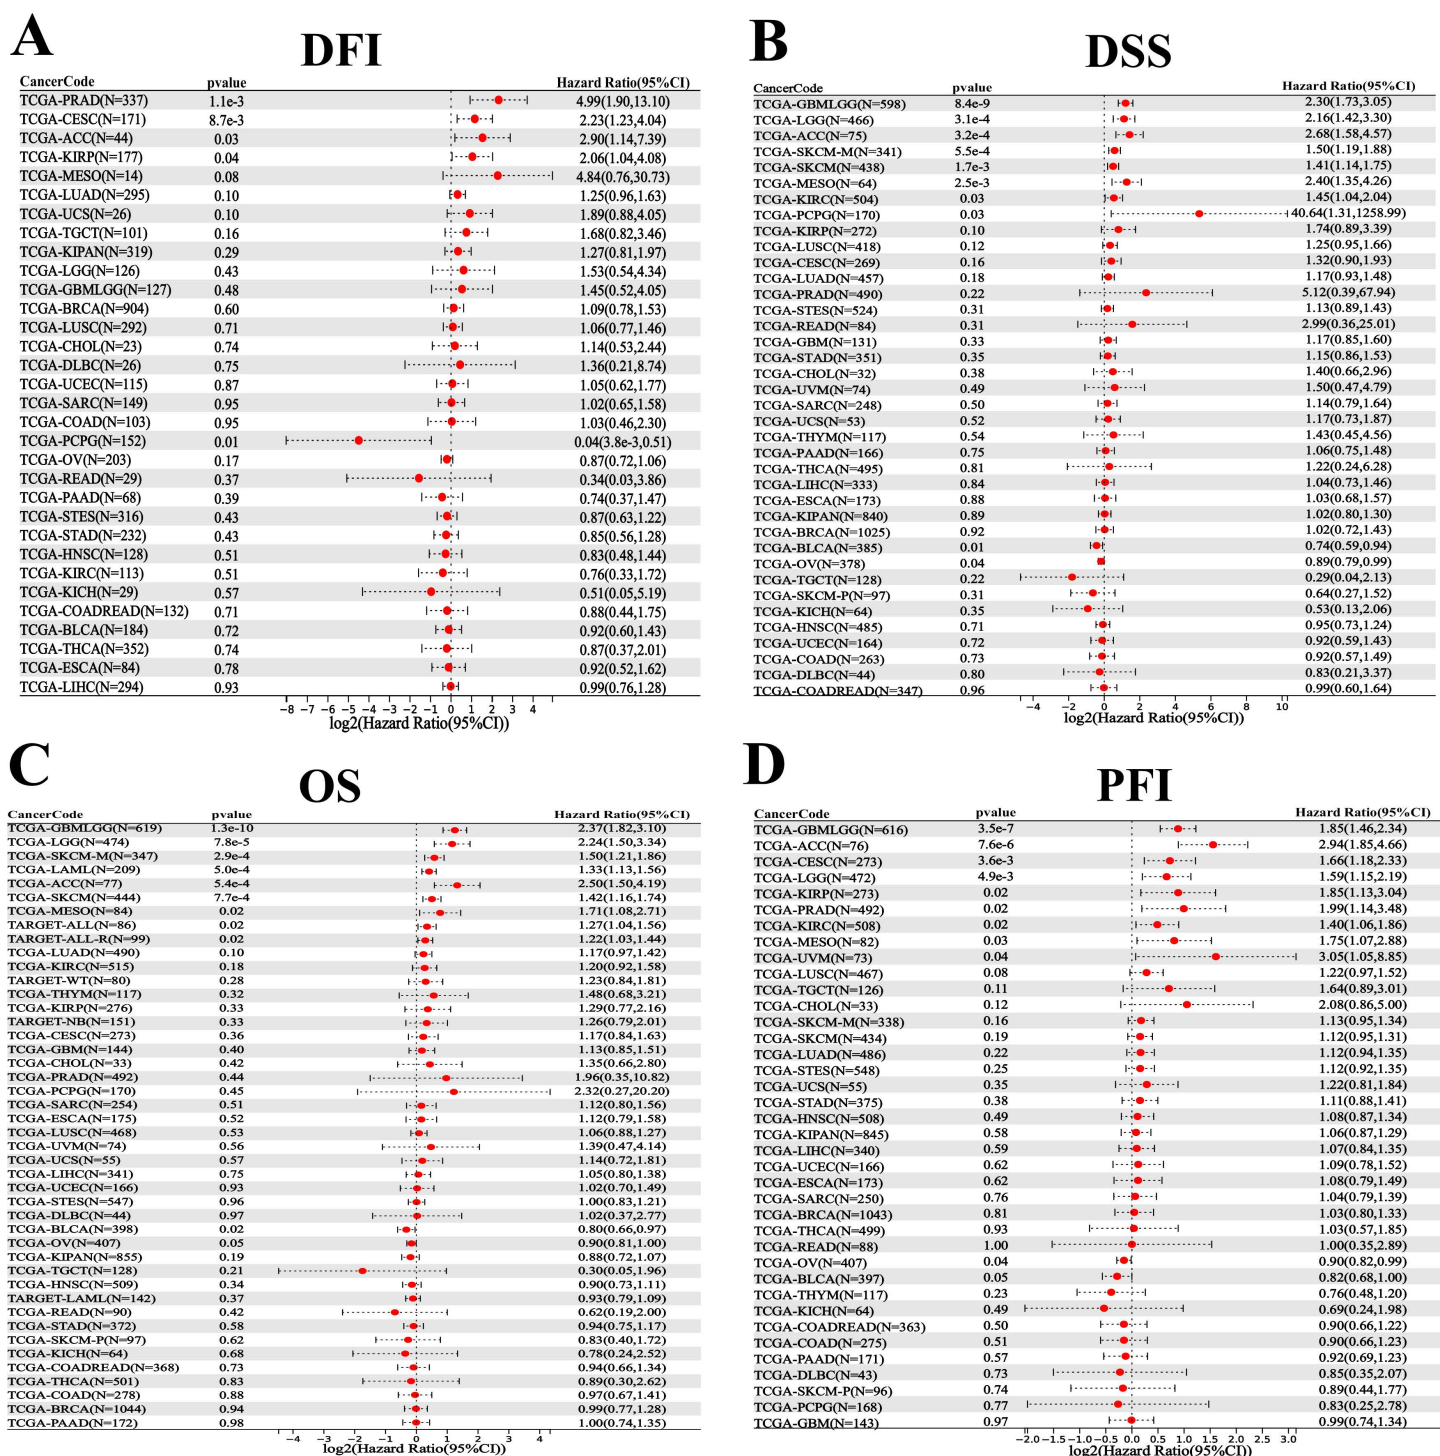 A
DFI
CancerCode pvalue Hazard Ratio(95%CI)
TCGA-PRAD(N=337) 1.1e-3 4.99(1.90,13.10)
TCGA-CESC(N=171) 8.7e-3 2.23(1.23,4.04)
TCGA-ACC(N=44) 0.03 2.90(1.14,7.39)
TCGA-KIRP(N=177) 0.04 2.06(1.04,4.08)
TCGA-MESO(N=14) 0.08 4.84(0.76,30.73)
TCGA-LUAD(N=295) 0.10 1.25(0.96,1.63)
TCGA-UCS(N=26) 0.10 1.89(0.88,4.05)
TCGA-TGCT(N=101) 0.16 1.68(0.82,3.46)
TCGA-KIPAN(N=319) 0.29 1.27(0.81,1.97)
TCGA-LGG(N=126) 0.43 1.53(0.54,4.34)
TCGA-GBMLGG(N=127) 0.48 1.45(0.52,4.05)
TCGA-BRCA(N=904) 0.60 1.09(0.78,1.53)
TCGA-LUSC(N=292) 0.71 1.06(0.77,1.46)
TCGA-CHOL(N=23) 0.74 1.14(0.53,2.44)
TCGA-DLBC(N=26) 0.75 1.36(0.21,8.74)
TCGA-UCEC(N=115) 0.87 1.05(0.62,1.77)
TCGA-SARC(N=149) 0.95 1.02(0.65,1.58)
TCGA-COAD(N=103) 0.95 1.03(0.46,2.30)
TCGA-PCPG(N=152) 0.01 0.04(3.8e-3,0.51)
TCGA-OV(N=203) 0.17 0.87(0.72,1.06)
TCGA-READ(N=29) 0.37 0.34(0.03,3.86)
TCGA-PAAD(N=68) 0.39 0.74(0.37,1.47)
TCGA-STES(N=316) 0.43 0.87(0.63,1.22)
TCGA-STAD(N=232) 0.43 0.85(0.56,1.28)
TCGA-HNSC(N=128) 0.51 0.83(0.48,1.44)
TCGA-KIRC(N=113) 0.51 0.76(0.33,1.72)
TCGA-KICH(N=29) 0.57 0.51(0.05,5.19)
TCGA-COADREAD(N=132) 0.71 0.88(0.44,1.75)
TCGA-BLCA(N=184) 0.72 0.92(0.60,1.43)
TCGA-THCA(N=352) 0.74 0.87(0.37,2.01)
TCGA-ESCA(N=84) 0.78 0.92(0.52,1.62)
TCGA-LIHC(N=294) 0.93 0.99(0.76,1.28)
−8 −7 −6 −5 −4 −3 −2 −1 0 1 2 3 4
log2(Hazard Ratio(95%CI))
B
DSS
CancerCode pvalue Hazard Ratio(95%CI)
TCGA-GBMLGG(N=598) 8.4e-9 2.30(1.73,3.05)
TCGA-LGG(N=466) 3.1e-4 2.16(1.42,3.30)
TCGA-ACC(N=75) 3.2e-4 2.68(1.58,4.57)
TCGA-SKCM-M(N=341) 5.5e-4 1.50(1.19,1.88)
TCGA-SKCM(N=438) 1.7e-3 1.41(1.14,1.75)
TCGA-MESO(N=64) 2.5e-3 2.40(1.35,4.26)
TCGA-KIRC(N=504) 0.03 1.45(1.04,2.04)
TCGA-PCPG(N=170) 0.03 40.64(1.31,1258.99)
TCGA-KIRP(N=272) 0.10 1.74(0.89,3.39)
TCGA-LUSC(N=418) 0.12 1.25(0.95,1.66)
TCGA-CESC(N=269) 0.16 1.32(0.90,1.93)
TCGA-LUAD(N=457) 0.18 1.17(0.93,1.48)
TCGA-PRAD(N=490) 0.22 5.12(0.39,67.94)
TCGA-STES(N=524) 0.31 1.13(0.89,1.43)
TCGA-READ(N=84) 0.31 2.99(0.36,25.01)
TCGA-GBM(N=131) 0.33 1.17(0.85,1.60)
TCGA-STAD(N=351) 0.35 1.15(0.86,1.53)
TCGA-CHOL(N=32) 0.38 1.40(0.66,2.96)
TCGA-UVM(N=74) 0.49 1.50(0.47,4.79)
TCGA-SARC(N=248) 0.50 1.14(0.79,1.64)
TCGA-UCS(N=53) 0.52 1.17(0.73,1.87)
TCGA-THYM(N=117) 0.54 1.43(0.45,4.56)
TCGA-PAAD(N=166) 0.75 1.06(0.75,1.48)
TCGA-THCA(N=495) 0.81 1.22(0.24,6.28)
TCGA-LIHC(N=333) 0.84 1.04(0.73,1.46)
TCGA-ESCA(N=173) 0.88 1.03(0.68,1.57)
TCGA-KIPAN(N=840) 0.89 1.02(0.80,1.30)
TCGA-BRCA(N=1025) 0.92 1.02(0.72,1.43)
TCGA-BLCA(N=385) 0.01 0.74(0.59,0.94)
TCGA-OV(N=378) 0.04 0.89(0.79,0.99)
TCGA-TGCT(N=128) 0.22 0.29(0.04,2.13)
TCGA-SKCM-P(N=97) 0.31 0.64(0.27,1.52)
TCGA-KICH(N=64) 0.35 0.53(0.13,2.06)
TCGA-HNSC(N=485) 0.71 0.95(0.73,1.24)
TCGA-UCEC(N=164) 0.72 0.92(0.59,1.43)
TCGA-COAD(N=263) 0.73 0.92(0.57,1.49)
TCGA-DLBC(N=44) 0.80 0.83(0.21,3.37)
TCGA-COADREAD(N=347) 0.96 0.99(0.60,1.64)
−4 −2 0 2 4 6 8 10
log2(Hazard Ratio(95%CI))
C
OS
CancerCode pvalue Hazard Ratio(95%CI)
TCGA-GBMLGG(N=619) 1.3e-10 2.37(1.82,3.10)
TCGA-LGG(N=474) 7.8e-5 2.24(1.50,3.34)
TCGA-SKCM-M(N=347) 2.9e-4 1.50(1.21,1.86)
TCGA-LAML(N=209) 5.0e-4 1.33(1.13,1.56)
TCGA-ACC(N=77) 5.4e-4 2.50(1.50,4.19)
TCGA-SKCM(N=444) 7.7e-4 1.42(1.16,1.74)
TCGA-MESO(N=84) 0.02 1.71(1.08,2.71)
TARGET-ALL(N=86) 0.02 1.27(1.04,1.56)
TARGET-ALL-R(N=99) 0.02 1.22(1.03,1.44)
TCGA-LUAD(N=490) 0.10 1.17(0.97,1.42)
TCGA-KIRC(N=515) 0.18 1.20(0.92,1.58)
TARGET-WT(N=80) 0.28 1.23(0.84,1.81)
TCGA-THYM(N=117) 0.32 1.48(0.68,3.21)
TCGA-KIRP(N=276) 0.33 1.29(0.77,2.16)
TARGET-NB(N=151) 0.33 1.26(0.79,2.01)
TCGA-CESC(N=273) 0.36 1.17(0.84,1.63)
TCGA-GBM(N=144) 0.40 1.13(0.85,1.51)
TCGA-CHOL(N=33) 0.42 1.35(0.66,2.80)
TCGA-PRAD(N=492) 0.44 1.96(0.35,10.82)
TCGA-PCPG(N=170) 0.45 2.32(0.27,20.20)
TCGA-SARC(N=254) 0.51 1.12(0.80,1.56)
TCGA-ESCA(N=175) 0.52 1.12(0.79,1.58)
TCGA-LUSC(N=468) 0.53 1.06(0.88,1.27)
TCGA-UVM(N=74) 0.56 1.39(0.47,4.14)
TCGA-UCS(N=55) 0.57 1.14(0.72,1.81)
TCGA-LIHC(N=341) 0.75 1.05(0.80,1.38)
TCGA-UCEC(N=166) 0.93 1.02(0.70,1.49)
TCGA-STES(N=547) 0.96 1.00(0.83,1.21)
TCGA-DLBC(N=44) 0.97 1.02(0.37,2.77)
TCGA-BLCA(N=398) 0.02 0.80(0.66,0.97)
TCGA-OV(N=407) 0.05 0.90(0.81,1.00)
TCGA-KIPAN(N=855) 0.19 0.88(0.72,1.07)
TCGA-TGCT(N=128) 0.21 0.30(0.05,1.96)
TCGA-HNSC(N=509) 0.34 0.90(0.73,1.11)
TARGET-LAML(N=142) 0.37 0.93(0.79,1.09)
TCGA-READ(N=90) 0.42 0.62(0.19,2.00)
TCGA-STAD(N=372) 0.58 0.94(0.75,1.17)
TCGA-SKCM-P(N=97) 0.62 0.83(0.40,1.72)
TCGA-KICH(N=64) 0.68 0.78(0.24,2.52)
TCGA-COADREAD(N=368) 0.73 0.94(0.66,1.34)
TCGA-THCA(N=501) 0.83 0.89(0.30,2.62)
TCGA-COAD(N=278) 0.88 0.97(0.67,1.41)
TCGA-BRCA(N=1044) 0.94 0.99(0.77,1.28)
TCGA-PAAD(N=172) 0.98 1.00(0.74,1.35)
−4 −3 −2 −1 0 1 2 3 4
log2(Hazard Ratio(95%CI))
D
PFI
CancerCode pvalue Hazard Ratio(95%CI)
TCGA-GBMLGG(N=616) 3.5e-7 1.85(1.46,2.34)
TCGA-ACC(N=76) 7.6e-6 2.94(1.85,4.66)
TCGA-CESC(N=273) 3.6e-3 1.66(1.18,2.33)
TCGA-LGG(N=472) 4.9e-3 1.59(1.15,2.19)
TCGA-KIRP(N=273) 0.02 1.85(1.13,3.04)
TCGA-PRAD(N=492) 0.02 1.99(1.14,3.48)
TCGA-KIRC(N=508) 0.02 1.40(1.06,1.86)
TCGA-MESO(N=82) 0.03 1.75(1.07,2.88)
TCGA-UVM(N=73) 0.04 3.05(1.05,8.85)
TCGA-LUSC(N=467) 0.08 1.22(0.97,1.52)
TCGA-TGCT(N=126) 0.11 1.64(0.89,3.01)
TCGA-CHOL(N=33) 0.12 2.08(0.86,5.00)
TCGA-SKCM-M(N=338) 0.16 1.13(0.95,1.34)
TCGA-SKCM(N=434) 0.19 1.12(0.95,1.31)
TCGA-LUAD(N=486) 0.22 1.12(0.94,1.35)
TCGA-STES(N=548) 0.25 1.12(0.92,1.35)
TCGA-UCS(N=55) 0.35 1.22(0.81,1.84)
TCGA-STAD(N=375) 0.38 1.11(0.88,1.41)
TCGA-HNSC(N=508) 0.49 1.08(0.87,1.34)
TCGA-KIPAN(N=845) 0.58 1.06(0.87,1.29)
TCGA-LIHC(N=340) 0.59 1.07(0.84,1.35)
TCGA-UCEC(N=166) 0.62 1.09(0.78,1.52)
TCGA-ESCA(N=173) 0.62 1.08(0.79,1.49)
TCGA-SARC(N=250) 0.76 1.04(0.79,1.39)
TCGA-BRCA(N=1043) 0.81 1.03(0.80,1.33)
TCGA-THCA(N=499) 0.93 1.03(0.57,1.85)
TCGA-READ(N=88) 1.00 1.00(0.35,2.89)
TCGA-OV(N=407) 0.04 0.90(0.82,0.99)
TCGA-BLCA(N=397) 0.05 0.82(0.68,1.00)
TCGA-THYM(N=117) 0.23 0.76(0.48,1.20)
TCGA-KICH(N=64) 0.49 0.69(0.24,1.98)
TCGA-COADREAD(N=363) 0.50 0.90(0.66,1.22)
TCGA-COAD(N=275) 0.51 0.90(0.66,1.23)
TCGA-PAAD(N=171) 0.57 0.92(0.69,1.23)
TCGA-DLBC(N=43) 0.73 0.85(0.35,2.07)
TCGA-SKCM-P(N=96) 0.74 0.89(0.44,1.77)
TCGA-PCPG(N=168) 0.77 0.83(0.25,2.78)
TCGA-GBM(N=143) 0.97 0.99(0.74,1.34)
−2.0 −1.5 −1.0 −0.5 0.0 0.5 1.0 1.5 2.0 2.5 3.0
log2(Hazard Ratio(95%CI))